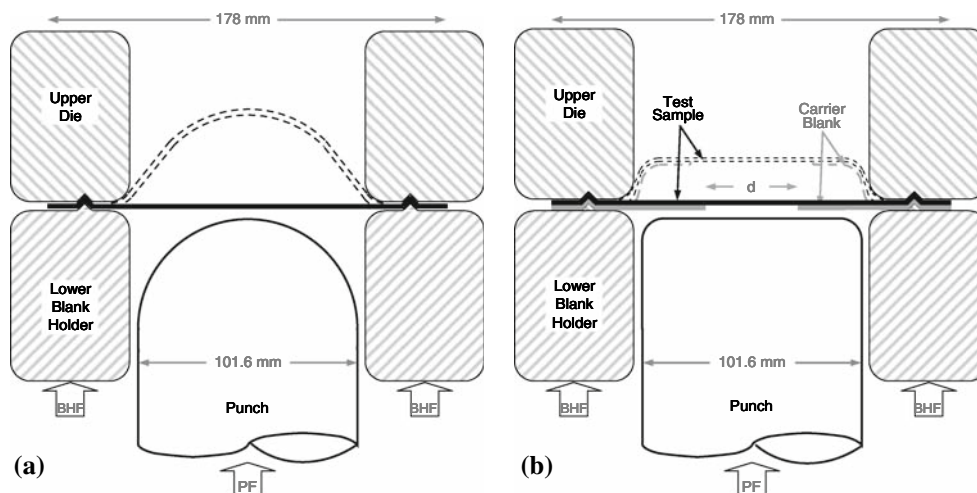 178 mm
Upper
Die
Lower
Blank
Holder
101.6 mm
Punch
BHF
BHF
PF
(a)
178 mm
Upper
Die
Test
Sample
Carrier
Blank
d
Lower
Blank
Holder
101.6 mm
Punch
BHF
BHF
PF
(b)